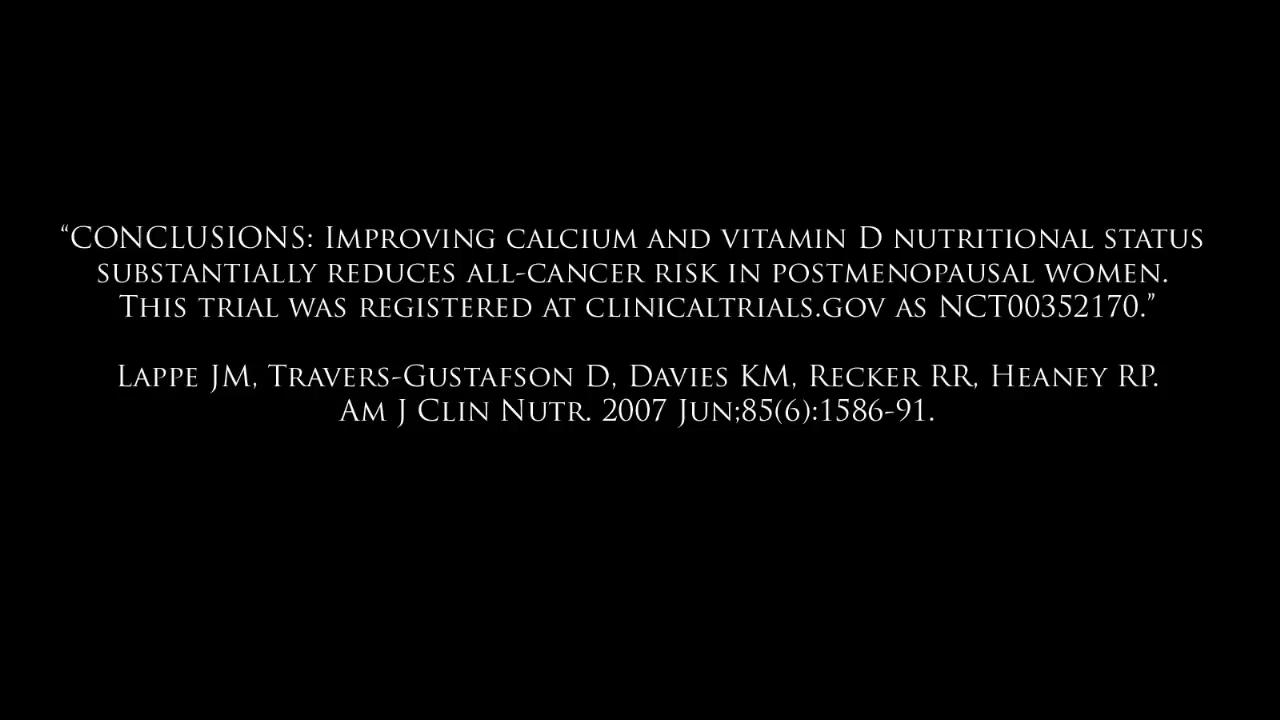 “CONCLUSIONS: Improving calcium and vitamin D nutritional status
substantially reduces all-cancer risk in postmenopausal women.
This trial was registered at clinicaltrials.gov as NCT00352170.”
Lappe JM, Travers-Gustafson D, Davies KM, Recker RR, Heaney RP.
Am J Clin Nutr. 2007 Jun;85(6):1586-91.